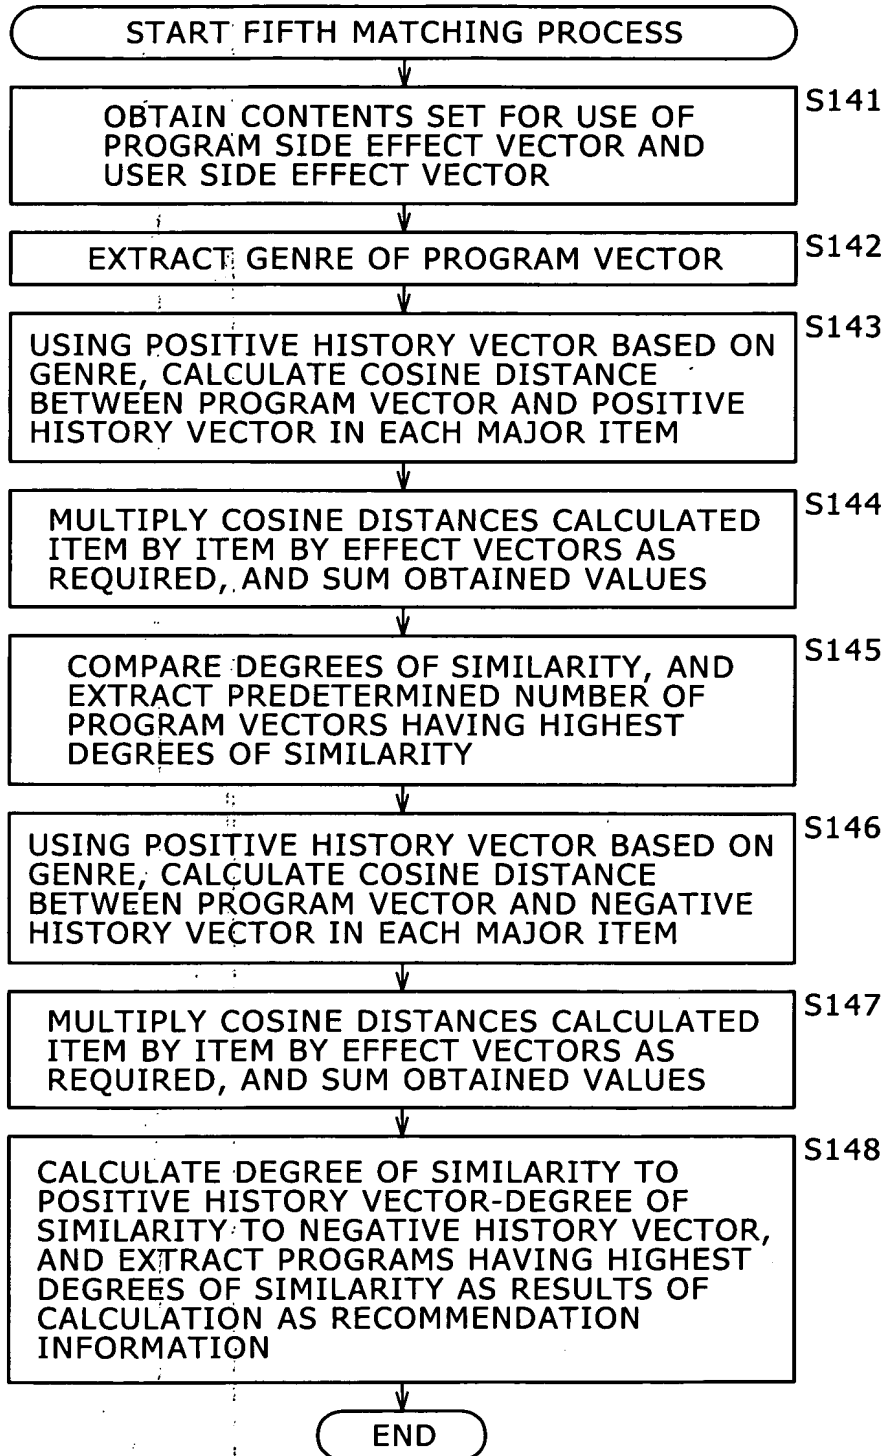 START FIFTH MATCHING PROCESS
S141
OBTAIN CONTENTS SET FOR USE OF
PROGRAM SIDE EFFECT VECTOR AND
USER SIDE EFFECT VECTOR
S142
EXTRACT GENRE OF PROGRAM VECTOR
S143
USING POSITIVE HISTORY VECTOR BASED ON
GENRE, CALCULATE COSINE DISTANCE
BETWEEN PROGRAM VECTOR AND POSITIVE
HISTORY VECTOR IN EACH MAJOR ITEM
S144
MULTIPLY COSINE DISTANCES CALCULATED
ITEM BY ITEM BY EFFECT VECTORS AS
REQUIRED, AND SUM OBTAINED VALUES
S145
COMPARE DEGREES OF SIMILARITY, AND
EXTRACT PREDETERMINED NUMBER OF
PROGRAM VECTORS HAVING HIGHEST
DEGREES OF SIMILARITY
S146
USING POSITIVE HISTORY VECTOR BASED ON
GENRE, CALCULATE COSINE DISTANCE
BETWEEN PROGRAM VECTOR AND NEGATIVE
HISTORY VECTOR IN EACH MAJOR ITEM
S147
MULTIPLY COSINE DISTANCES CALCULATED
ITEM BY ITEM BY EFFECT VECTORS AS
REQUIRED, AND SUM OBTAINED VALUES
S148
CALCULATE DEGREE OF SIMILARITY TO
POSITIVE HISTORY VECTOR-DEGREE OF
SIMILARITY TO NEGATIVE HISTORY VECTOR,
AND EXTRACT PROGRAMS HAVING HIGHEST
DEGREES OF SIMILARITY AS RESULTS OF
CALCULATION AS RECOMMENDATION
INFORMATION
END